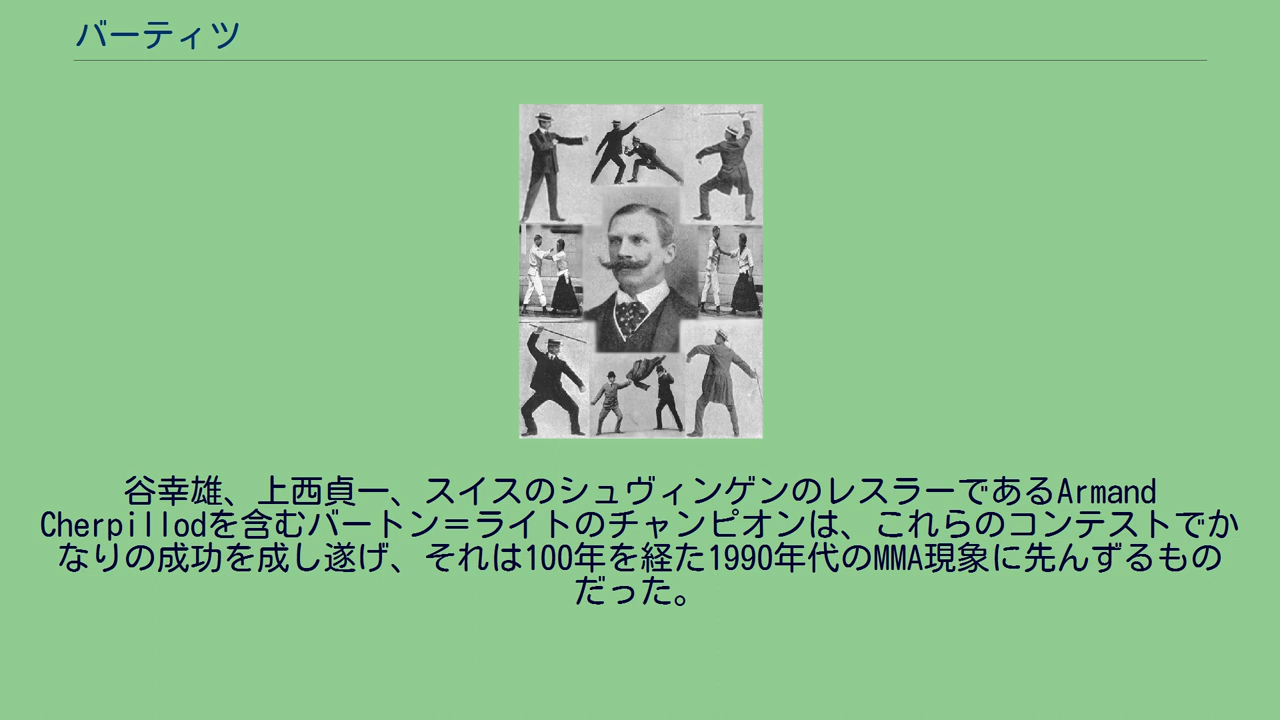 バーティツ
谷幸雄、上西貞一、スイスのシュヴィンゲンのレスラーであるArmand
Cherpillodを含むバートン＝ライトのチャンピオンは、これらのコンテストでか
なりの成功を成し遂げ、それは100年を経た1990年代のMMA現象に先んずるもの
だった。